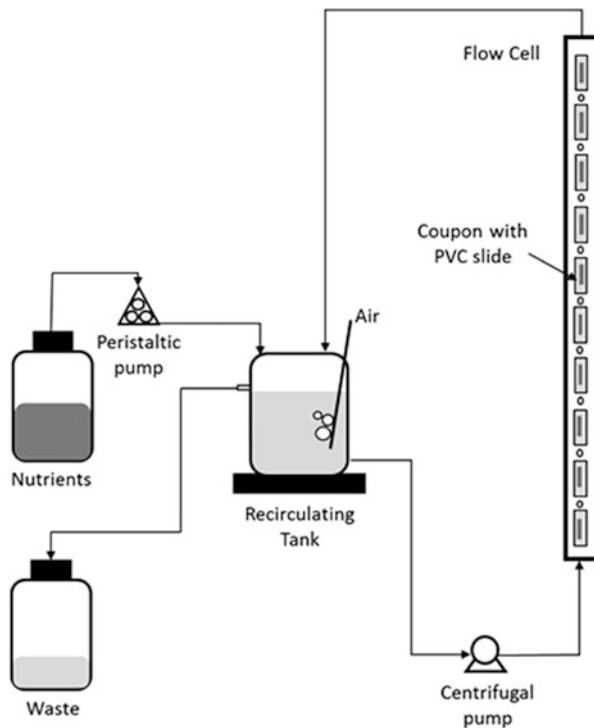 Flow Cell
Coupon with
PVC slide
Air
Peristaltic
pump
Nutrients
Recirculating
Tank
Waste
Centrifugal
pump